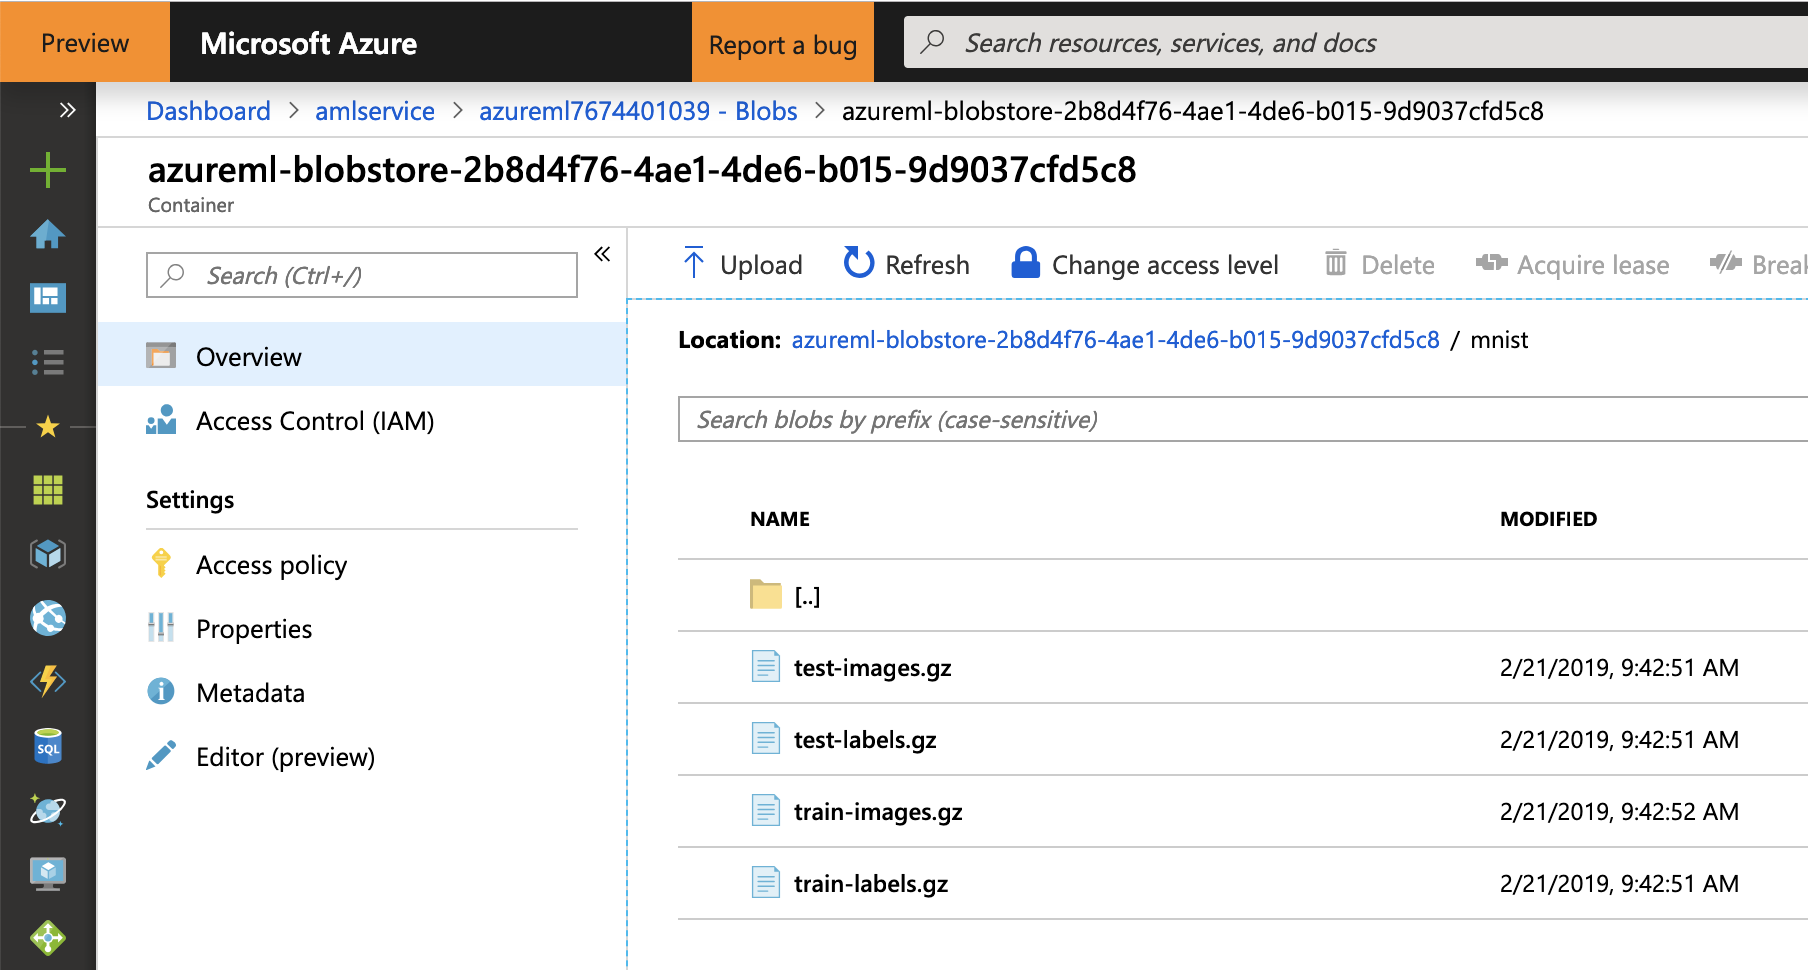 Preview
Microsoft Azure
Report a bug
Search resources, services, and docs
Dashboard > amlservice > azureml7674401039 - Blobs > azureml-blobstore-2b8d4f76-4ae1-4de6-b015-9d9037cfd5c8
azureml-blobstore-2b8d4f76-4ae1-4de6-b015-9d9037cfd5c8
Container
Search (Ctrl+/)
Overview
Access Control (IAM)
Settings
Access policy
Properties
Metadata
Editor (preview)
SQL
Upload Refresh Change access level Delete Acquire lease Break
Location: azureml-blobstore-2b8d4f76-4ae1-4de6-b015-9d9037cfd5c8 / mnist
Search blobs by prefix (case-sensitive)
NAME MODIFIED
[..]
test-images.gz 2/21/2019, 9:42:51 AM
test-labels.gz 2/21/2019, 9:42:51 AM
train-images.gz 2/21/2019, 9:42:52 AM
train-labels.gz 2/21/2019, 9:42:51 AM